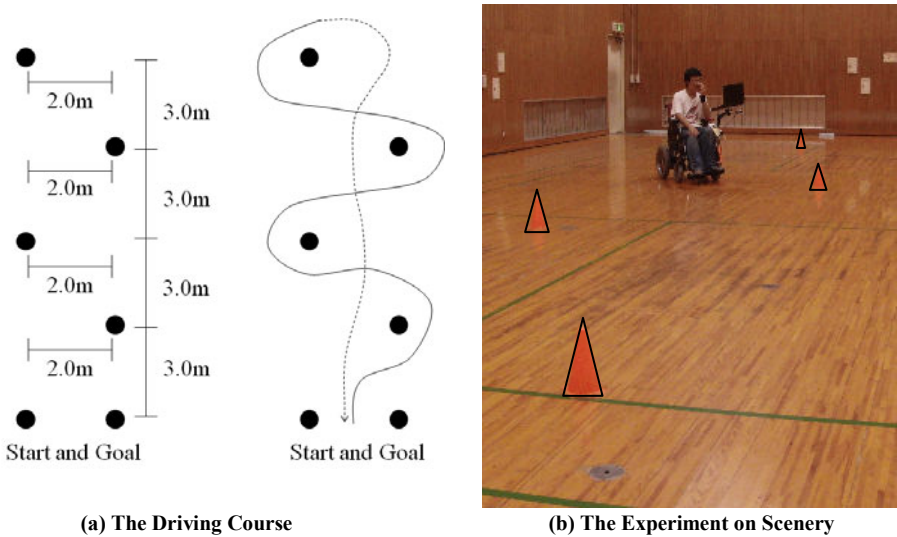 2.0m
3.0m
2.0m
3.0m
2.0m
3.0m
2.0m
3.0m
Start and Goal
Start and Goal
(a) The Driving Course
(b) The Experiment on Scenery